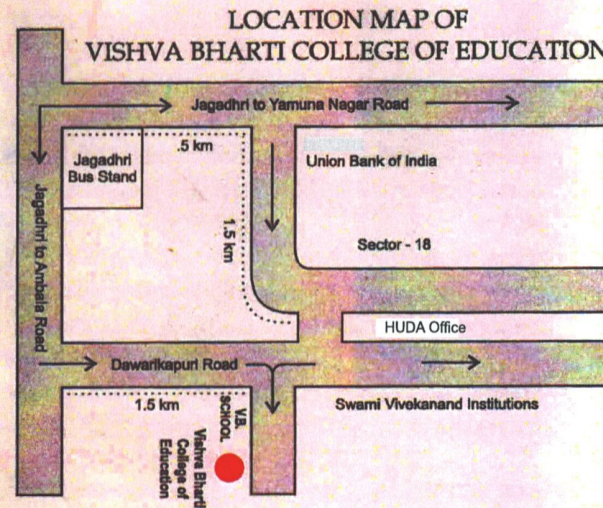 LOCATION MAP OF
VISHVA BHARTI COLLEGE OF EDUCATION
Jagadhri to Yamuna Nagar Road
.5 km
Jagadhri
Bus Stand
Union Bank of India
Jagadhri to Ambala Road
1.5 km
Sector - 18
HUDA Office
Dawarikapuri Road
1.5 km
V.B.
SCHOOL
Swami Vivekanand Institutions
Vishva Bharti
College of
Education